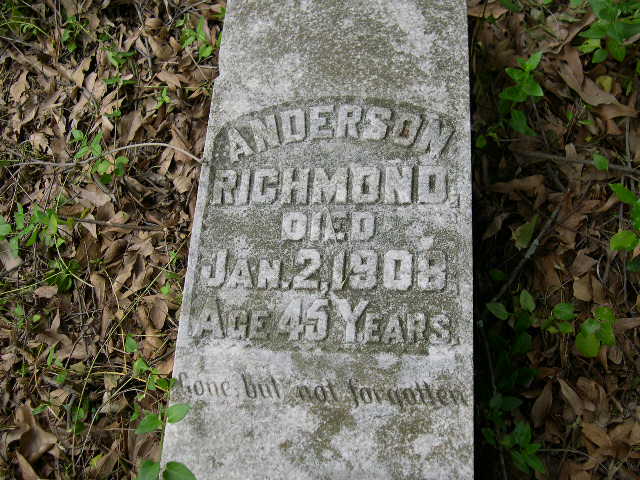 ANDERSON
RICHMOND,
DIED
JAN. 2, 1908
AGE 45 YEARS.
Gone, but not forgotten